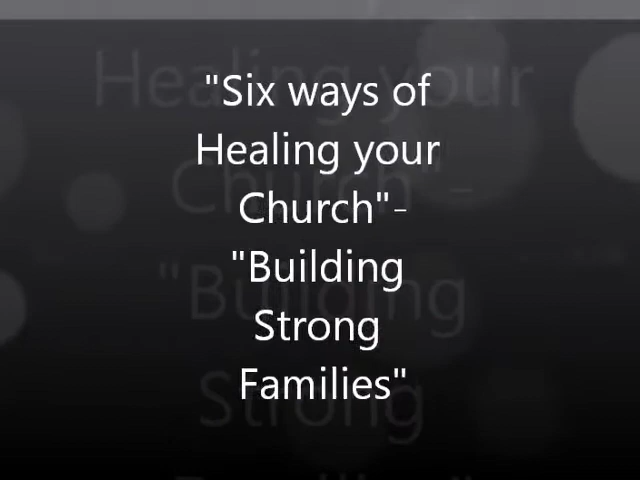 "Six ways of
Healing your
Church"-
"Building
Strong
Families"